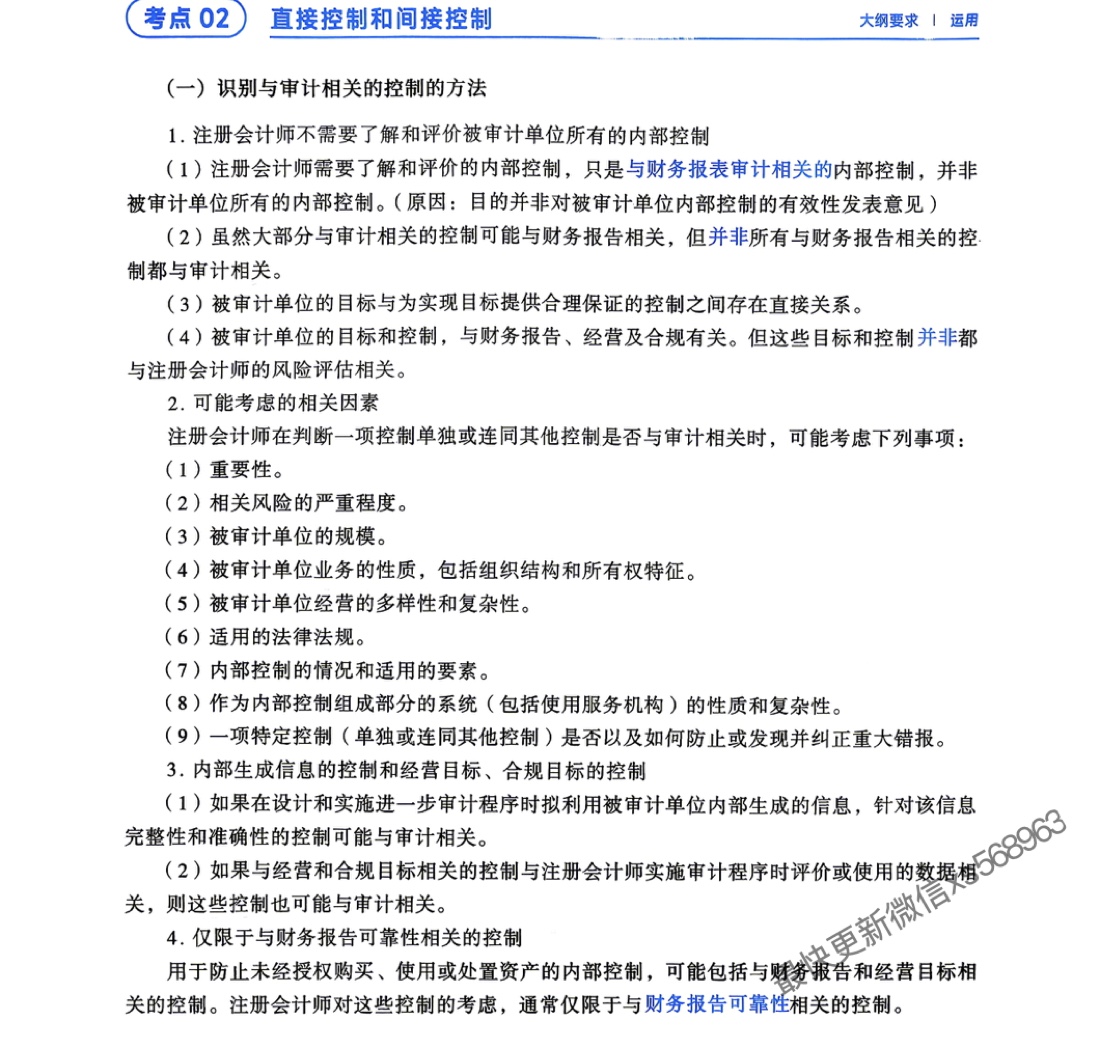 考点 02 直接控制和间接控制 大纲要求 | 运用
（一）识别与审计相关的控制的方法
1. 注册会计师不需要了解和评价被审计单位所有的内部控制
（1）注册会计师需要了解和评价的内部控制，只是与财务报表审计相关的内部控制，并非
被审计单位所有的内部控制。（原因：目的并非对被审计单位内部控制的有效性发表意见）
（2）虽然大部分与审计相关的控制可能与财务报告相关，但并非所有与财务报告相关的控
制都与审计相关。
（3）被审计单位的目标与为实现目标提供合理保证的控制之间存在直接关系。
（4）被审计单位的目标和控制，与财务报告、经营及合规有关。但这些目标和控制并非都
与注册会计师的风险评估相关。
2. 可能考虑的相关因素
注册会计师在判断一项控制单独或连同其他控制是否与审计相关时，可能考虑下列事项：
（1）重要性。
（2）相关风险的严重程度。
（3）被审计单位的规模。
（4）被审计单位业务的性质，包括组织结构和所有权特征。
（5）被审计单位经营的多样性和复杂性。
（6）适用的法律法规。
（7）内部控制的情况和适用的要素。
（8）作为内部控制组成部分的系统（包括使用服务机构）的性质和复杂性。
（9）一项特定控制（单独或连同其他控制）是否以及如何防止或发现并纠正重大错报。
3. 内部生成信息的控制和经营目标、合规目标的控制
（1）如果在设计和实施进一步审计程序时拟利用被审计单位内部生成的信息，针对该信息
完整性和准确性的控制可能与审计相关。
（2）如果与经营和合规目标相关的控制与注册会计师实施审计程序时评价或使用的数据相
关，则这些控制也可能与审计相关。
4. 仅限于与财务报告可靠性相关的控制
用于防止未经授权购买、使用或处置资产的内部控制，可能包括与财务报告和经营目标相
关的控制。注册会计师对这些控制的考虑，通常仅限于与财务报告可靠性相关的控制。
最快更新微信xj568963